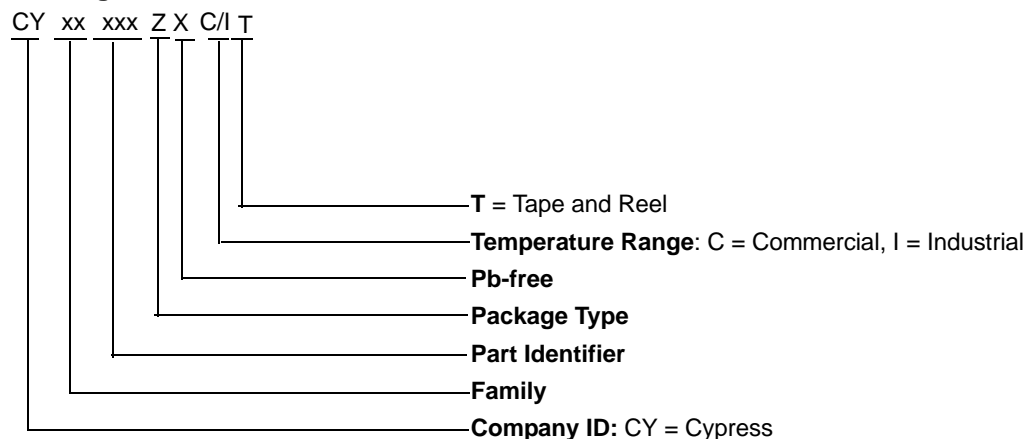 CY xx xxx Z X C/I T
T = Tape and Reel
Temperature Range: C = Commercial, I = Industrial
Pb-free
Package Type
Part Identifier
Family
Company ID: CY = Cypress